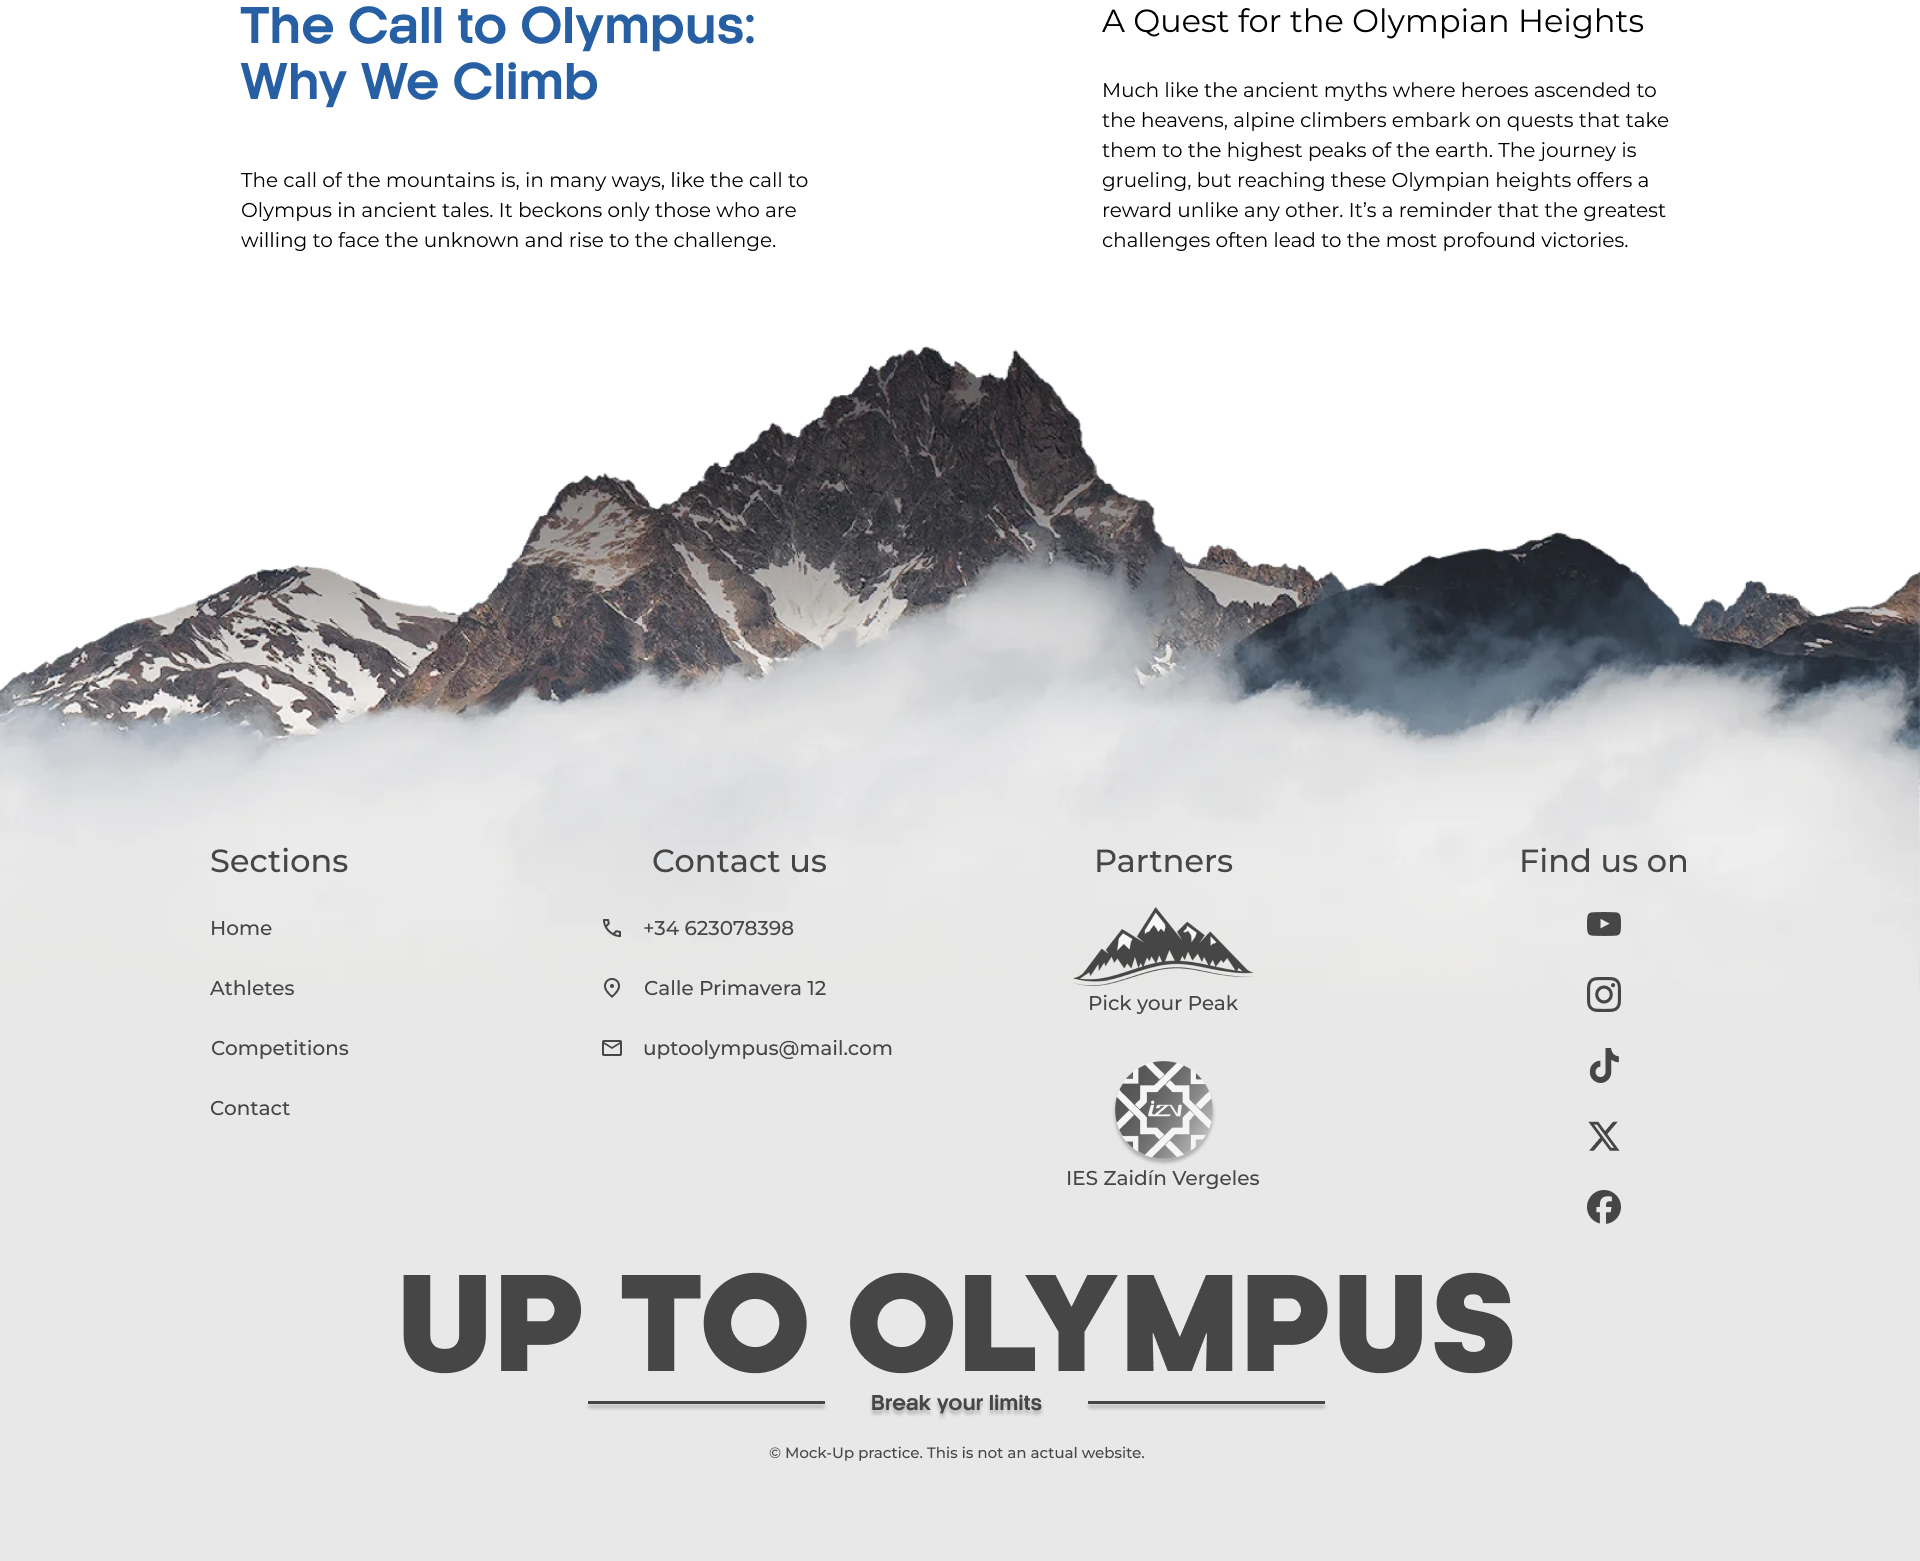 The Call to Olympus:
Why We Climb
The call of the mountains is, in many ways, like the call to
Olympus in ancient tales. It beckons only those who are
willing to face the unknown and rise to the challenge.
A Quest for the Olympian Heights
Much like the ancient myths where heroes ascended to
the heavens, alpine climbers embark on quests that take
them to the highest peaks of the earth. The journey is
grueling, but reaching these Olympian heights offers a
reward unlike any other. It’s a reminder that the greatest
challenges often lead to the most profound victories.
Sections
Home
Athletes
Competitions
Contact
Contact us
+34 623078398
Calle Primavera 12
uptoolympus@mail.com
Partners
Pick your Peak
izv
IES Zaidín Vergeles
Find us on
UP TO OLYMPUS
Break your limits
© Mock-Up practice. This is not an actual website.